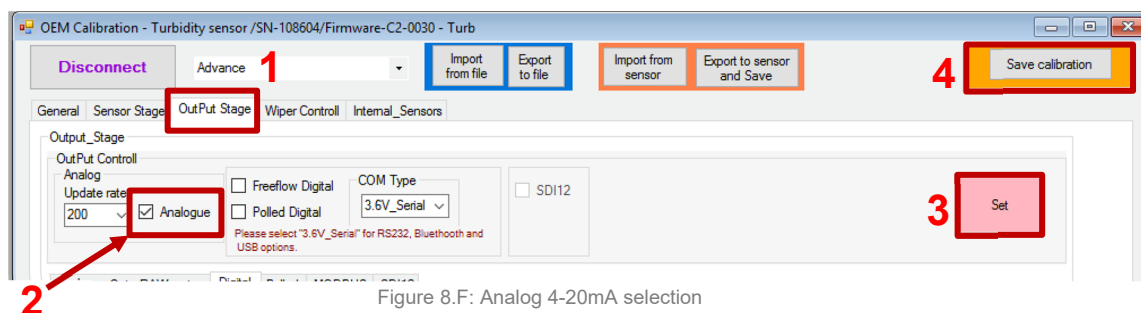 OEM Calibration - Turbidity sensor /SN-108604/Firmware-C2-0030 - Turb
Disconnect
Advance
1
Import from file
Export to file
Import from sensor
Export to sensor and Save
4
Save calibration
General
Sensor Stage
OutPut Stage
Wiper Controll
Internal_Sensors
Output_Stage
OutPut Controll
Analog
Update rate
200
Analogue
Freeflow Digital
Polled Digital
COM Type
3.6V_Serial
Please select "3.6V_Serial" for RS232, Bluethooth and
USB options.
SDI12
3
Set
2
Figure 8.F: Analog 4-20mA selection